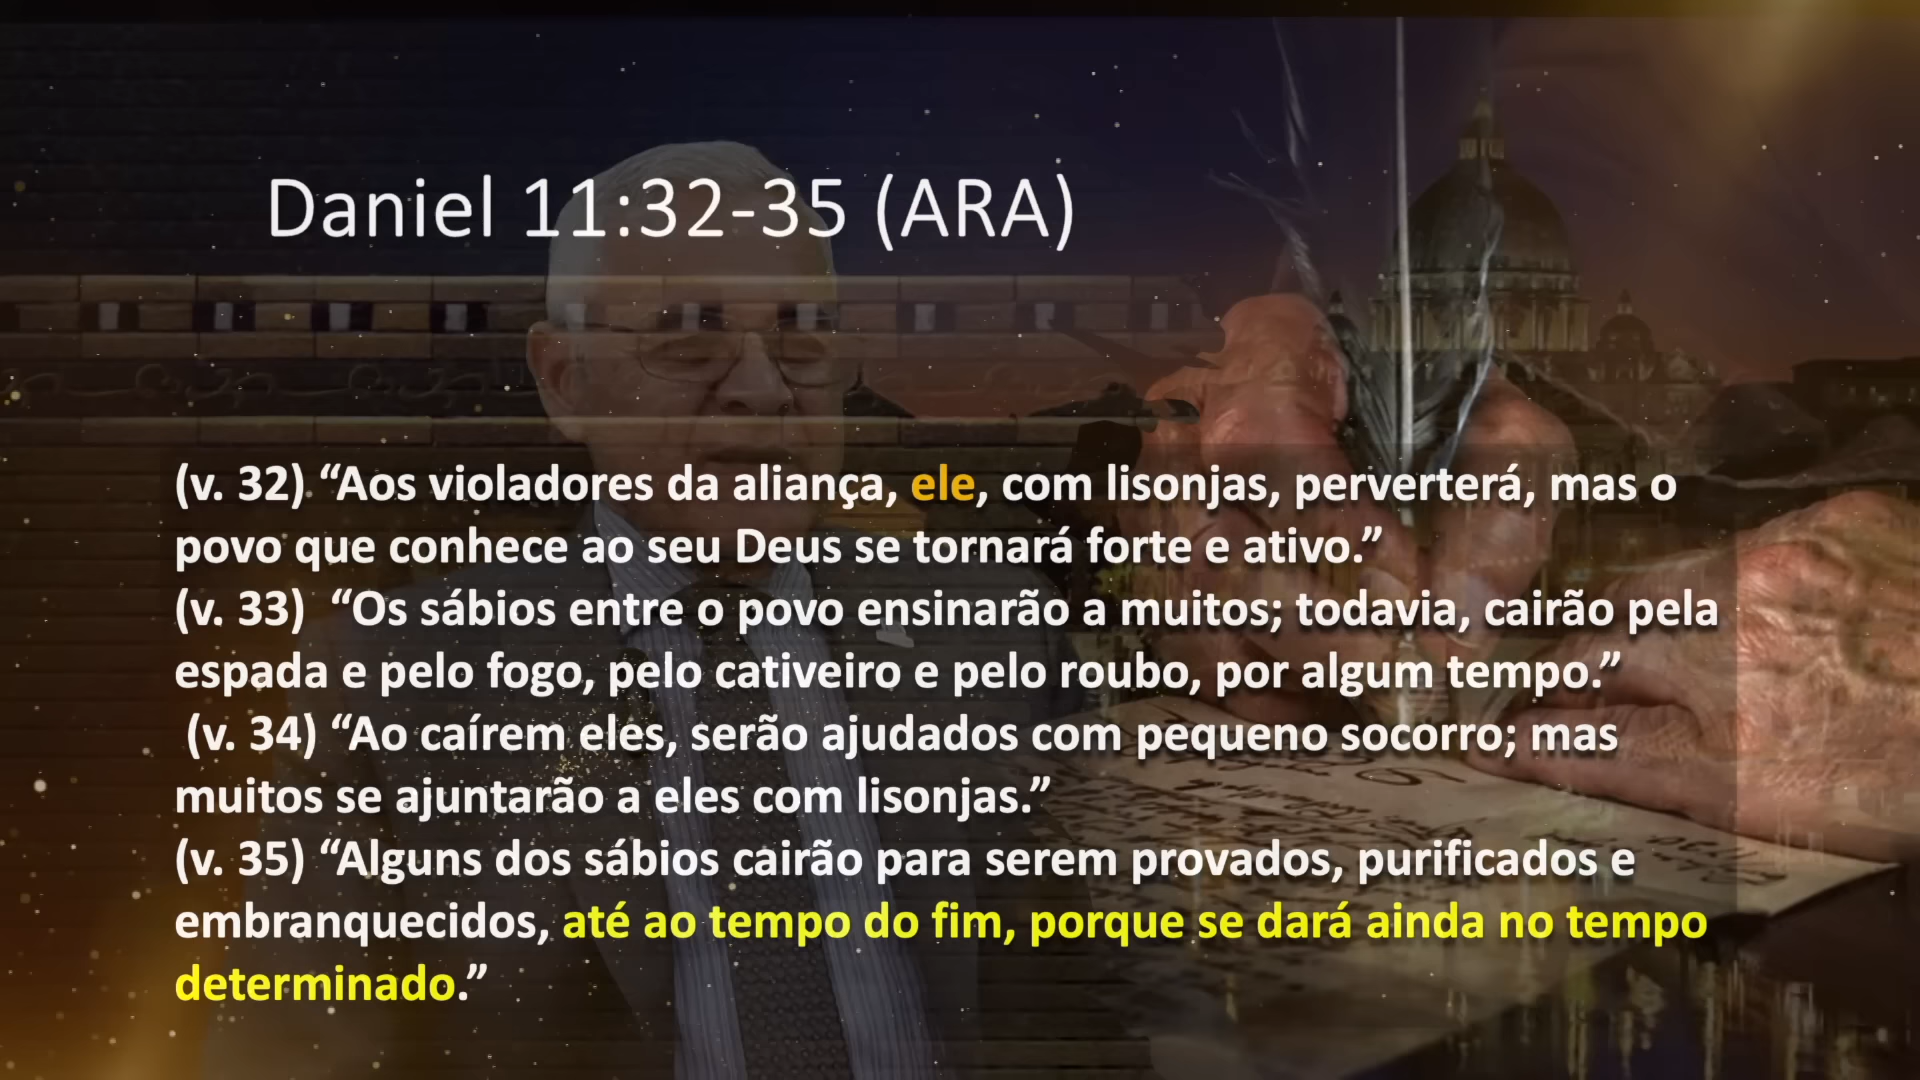 Daniel 11:32-35 (ARA)
(v. 32) “Aos violadores da aliança, ele, com lisonjas, perverterá, mas o
povo que conhece ao seu Deus se tornará forte e ativo.”
(v. 33) “Os sábios entre o povo ensinarão a muitos; todavia, cairão pela
espada e pelo fogo, pelo cativeiro e pelo roubo, por algum tempo.”
(v. 34) “Ao caírem eles, serão ajudados com pequeno socorro; mas
muitos se ajuntarão a eles com lisonjas.”
(v. 35) “Alguns dos sábios cairão para serem provados, purificados e
embranquecidos, até ao tempo do fim, porque se dará ainda no tempo
determinado.”